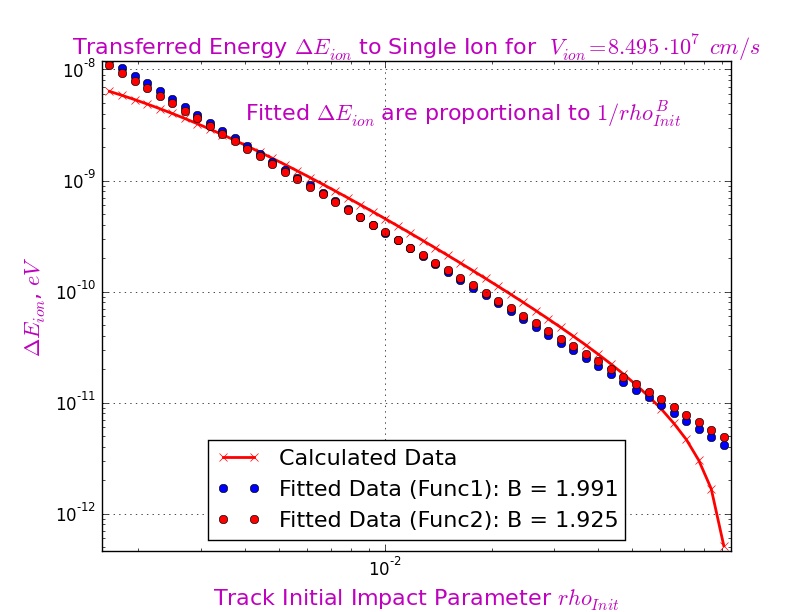 Transferred Energy ΔE_ion to Single Ion for V_ion=8.495·10^7 cm/s
10^-8
Fitted ΔE_ion are proportional to 1/rho_Init^B
10^-9
10^-10
ΔE_ion, eV
10^-11
Calculated Data
Fitted Data (Func1): B = 1.991
10^-12
Fitted Data (Func2): B = 1.925
10^-2
Track Initial Impact Parameter rho_Init